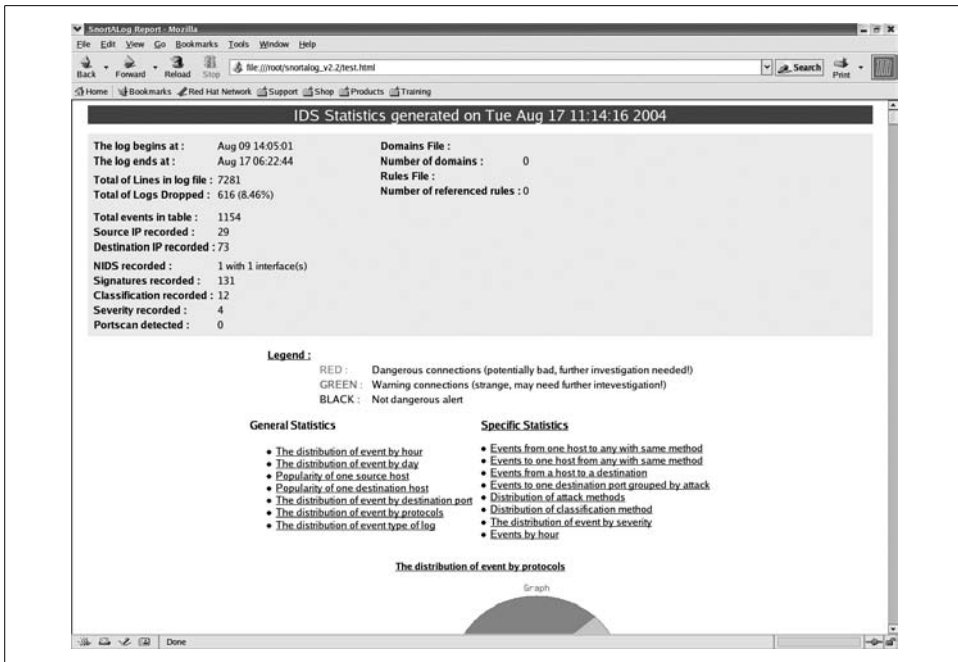 SnortALog Report - Mozilla
File Edit View Go Bookmarks Tools Window Help
Back Forward Reload Stop file:///root/snortalog_v2.2/test.html Search Print
Home Bookmarks Red Hat Network Support Shop Products Training
IDS Statistics generated on Tue Aug 17 11:14:16 2004
The log begins at : Aug 09 14:05:01
The log ends at : Aug 17 06:22:44
Total of Lines in log file : 7281
Total of Logs Dropped : 616 (8.46%)
Total events in table : 1154
Source IP recorded : 29
Destination IP recorded : 73
NIDS recorded : 1 with 1 interface(s)
Signatures recorded : 131
Classification recorded : 12
Severity recorded : 4
Portscan detected : 0
Domains File :
Number of domains : 0
Rules File :
Number of referenced rules : 0
Legend :
RED : Dangerous connections (potentially bad, further investigation needed!)
GREEN : Warning connections (strange, may need further intevestigation!)
BLACK : Not dangerous alert
General Statistics
• The distribution of event by hour
• The distribution of event by day
• Popularity of one source host
• Popularity of one destination host
• The distribution of event by destination port
• The distribution of event by protocols
• The distribution of event type of log
Specific Statistics
• Events from one host to any with same method
• Events to one host from any with same method
• Events from a host to a destination
• Events to one destination port grouped by attack
• Distribution of attack methods
• Distribution of classification method
• The distribution of event by severity
• Events by hour
The distribution of event by protocols
Graph
Done